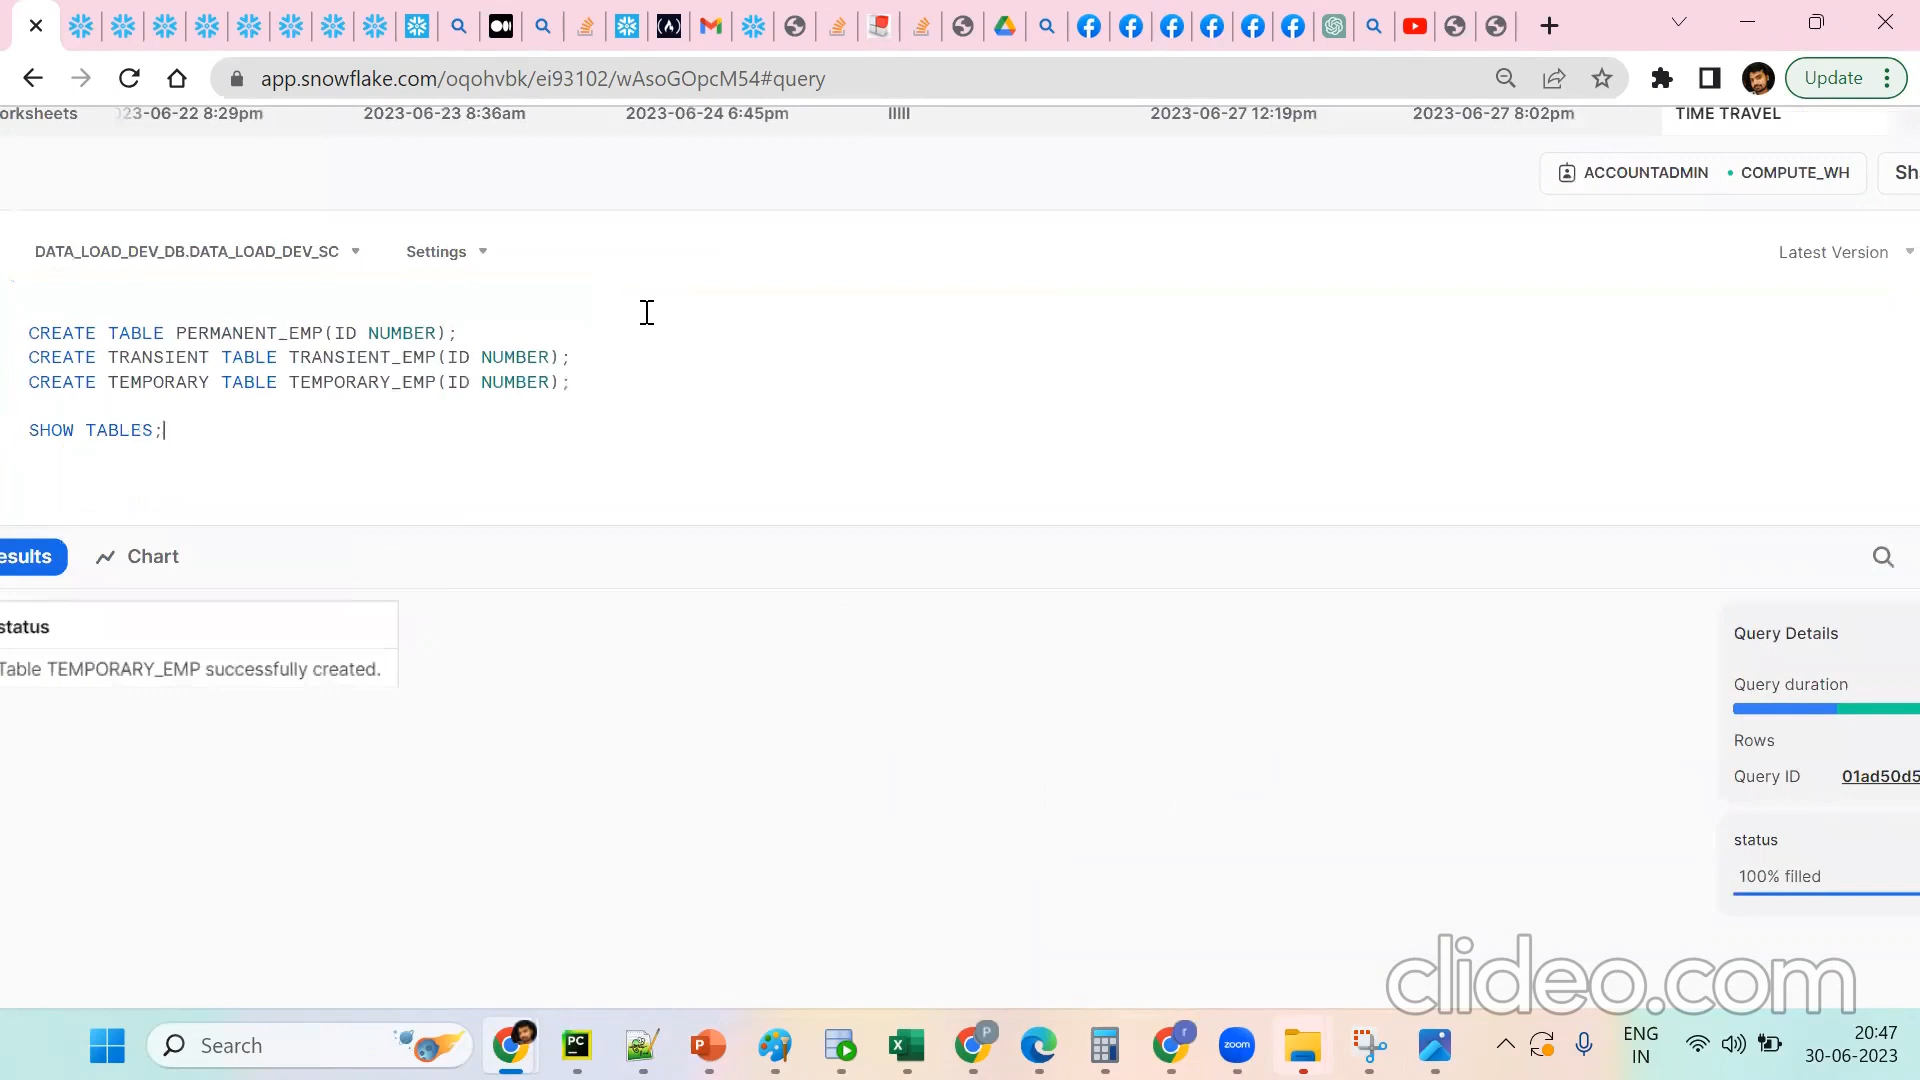 app.snowflake.com/oqohvbk/ei93102/wAsoGOpcM54#query
Update
orksheets
23-06-22 8:29pm
2023-06-23 8:36am
2023-06-24 6:45pm
lllll
2023-06-27 12:19pm
2023-06-27 8:02pm
TIME TRAVEL
ACCOUNTADMIN
COMPUTE_WH
Sh
DATA_LOAD_DEV_DB.DATA_LOAD_DEV_SC
Settings
Latest Version
CREATE TABLE PERMANENT_EMP(ID NUMBER);
CREATE TRANSIENT TABLE TRANSIENT_EMP(ID NUMBER);
CREATE TEMPORARY TABLE TEMPORARY_EMP(ID NUMBER);
SHOW TABLES;
esults
Chart
status
Table TEMPORARY_EMP successfully created.
Query Details
Query duration
Rows
Query ID
01ad50d5
status
100% filled
clideo.com
Search
PC
P
P
X
r
zoom
ENG
IN
20:47
30-06-2023